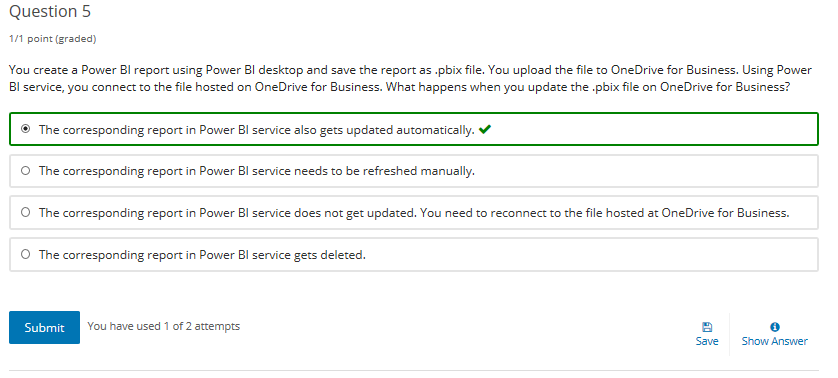 Question 5
1/1 point (graded)
You create a Power BI report using Power BI desktop and save the report as .pbix file. You upload the file to OneDrive for Business. Using Power
BI service, you connect to the file hosted on OneDrive for Business. What happens when you update the .pbix file on OneDrive for Business?
The corresponding report in Power BI service also gets updated automatically.
The corresponding report in Power BI service needs to be refreshed manually.
The corresponding report in Power BI service does not get updated. You need to reconnect to the file hosted at OneDrive for Business.
The corresponding report in Power BI service gets deleted.
Submit You have used 1 of 2 attempts
Save Show Answer